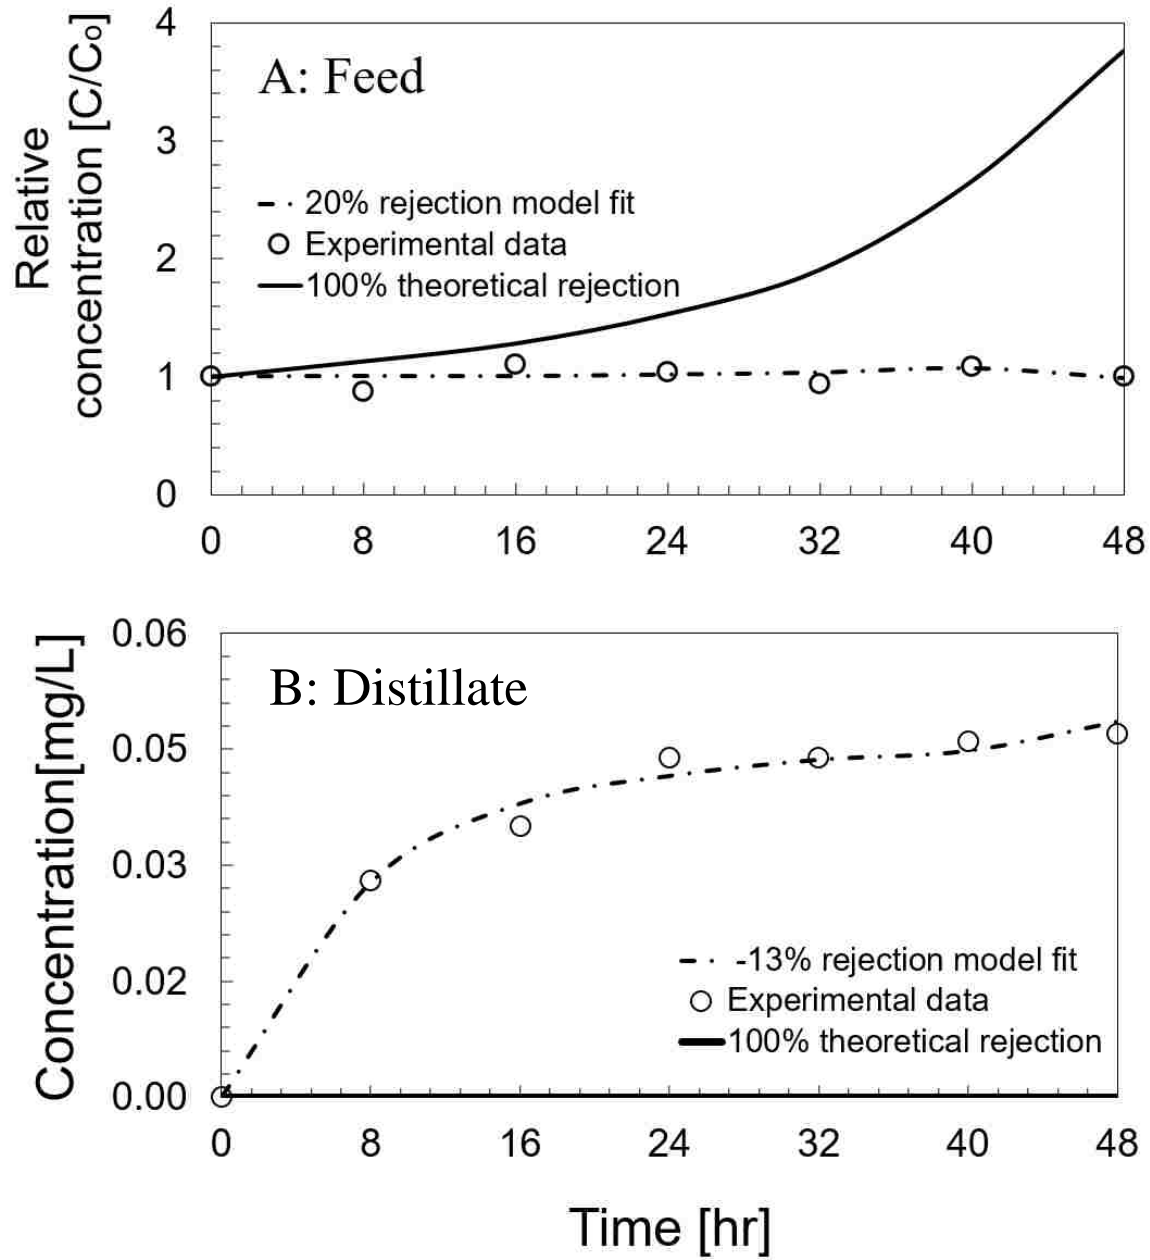 Relative
concentration [C/C₀]
4
3
2
1
0
A: Feed
20% rejection model fit
Experimental data
100% theoretical rejection
0 8 16 24 32 40 48
Concentration[mg/L]
0.06
0.05
0.03
0.02
0.00
B: Distillate
-13% rejection model fit
Experimental data
100% theoretical rejection
0 8 16 24 32 40 48
Time [hr]